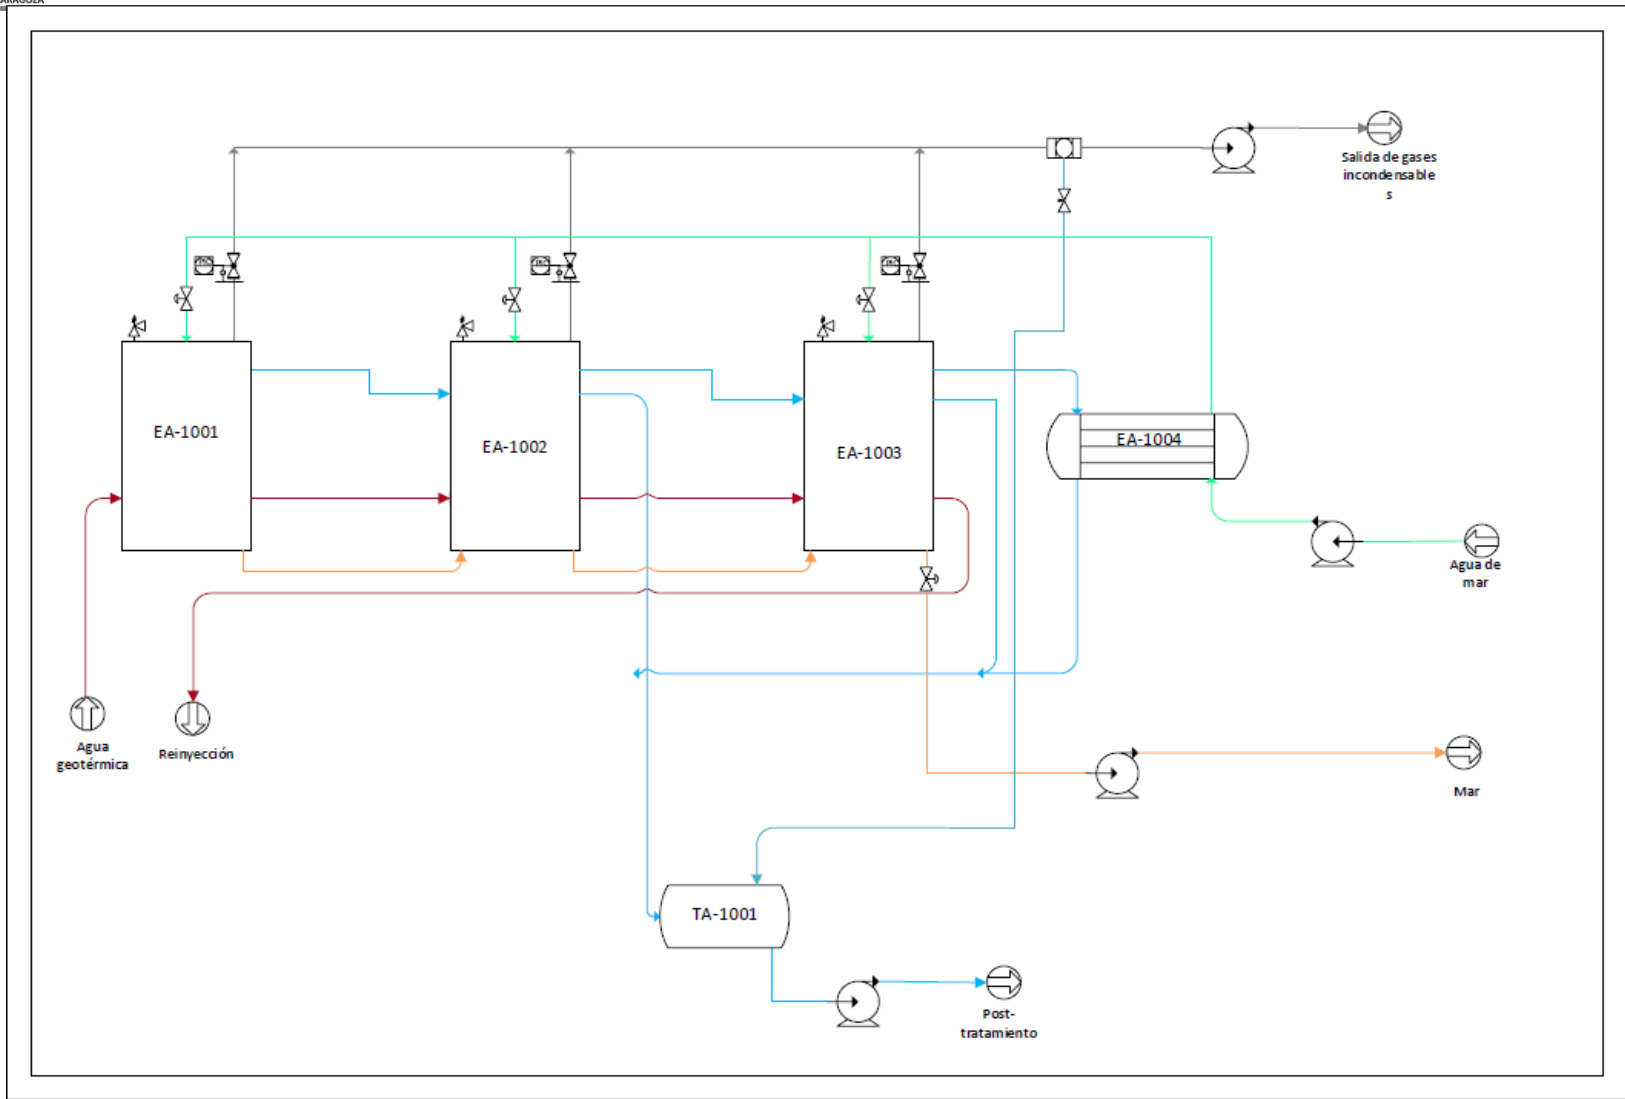 Salida de gases
incondensable
s
EA-1001
EA-1002
EA-1003
EA-1004
Agua de
mar
Agua
geotérmica
Reinyección
Mar
TA-1001
Post-
tratamiento